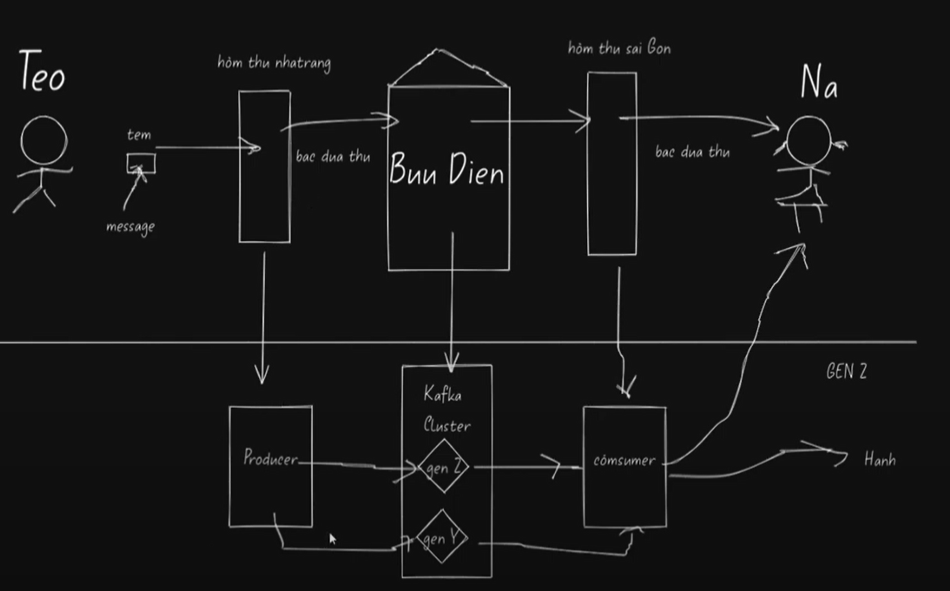 Teo
hòm thu nhatrang
hòm thu sai Gon
Na
tem
bac dua thu
Buu Dien
bac dua thu
message
GEN Z
Kafka
Cluster
Producer
gen Z
cómsumer
Hanh
gen Y